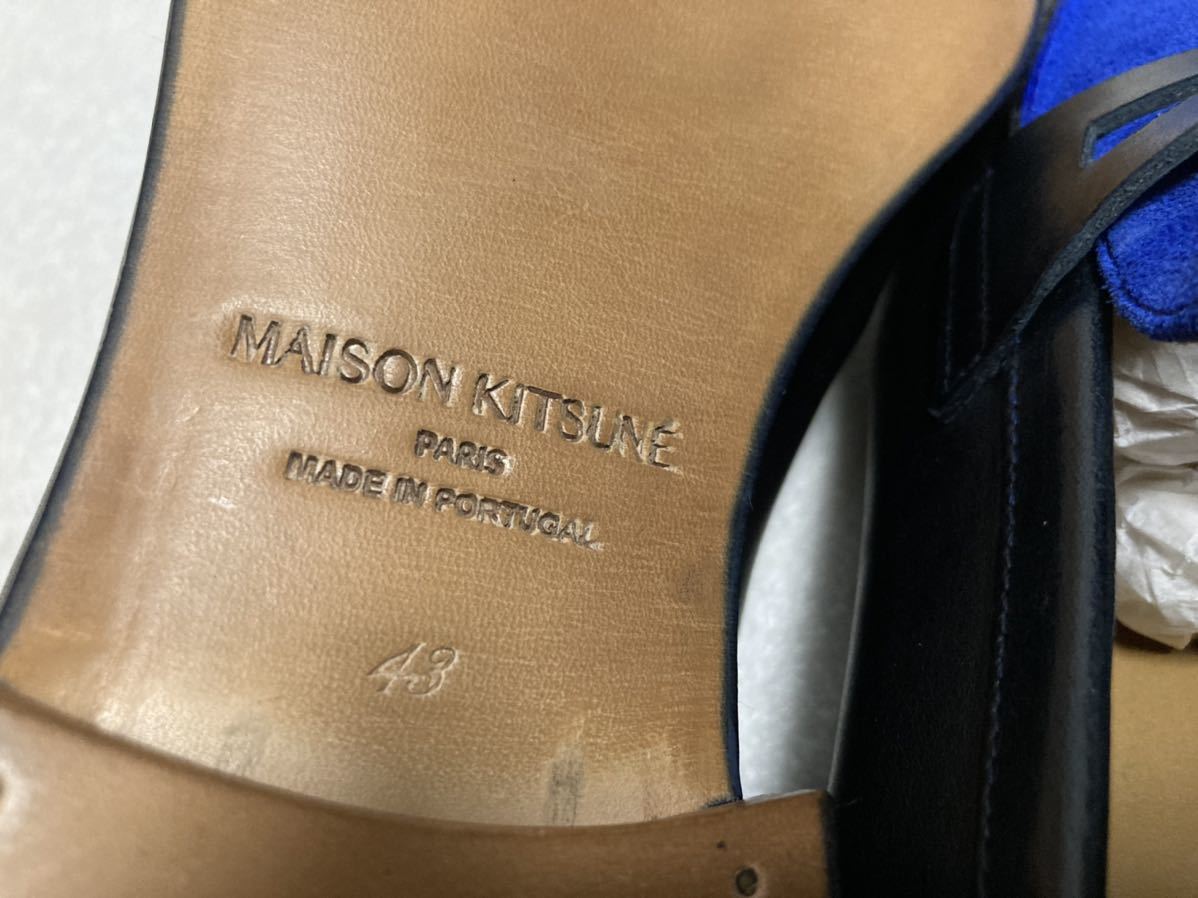 MAISON KITSUNÉ
PARIS
MADE IN PORTUGAL
43